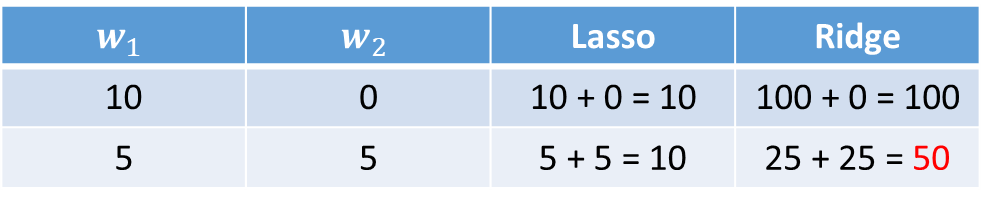 w₁ w₂ Lasso Ridge
10 0 10 + 0 = 10 100 + 0 = 100
5 5 5 + 5 = 10 25 + 25 = 50